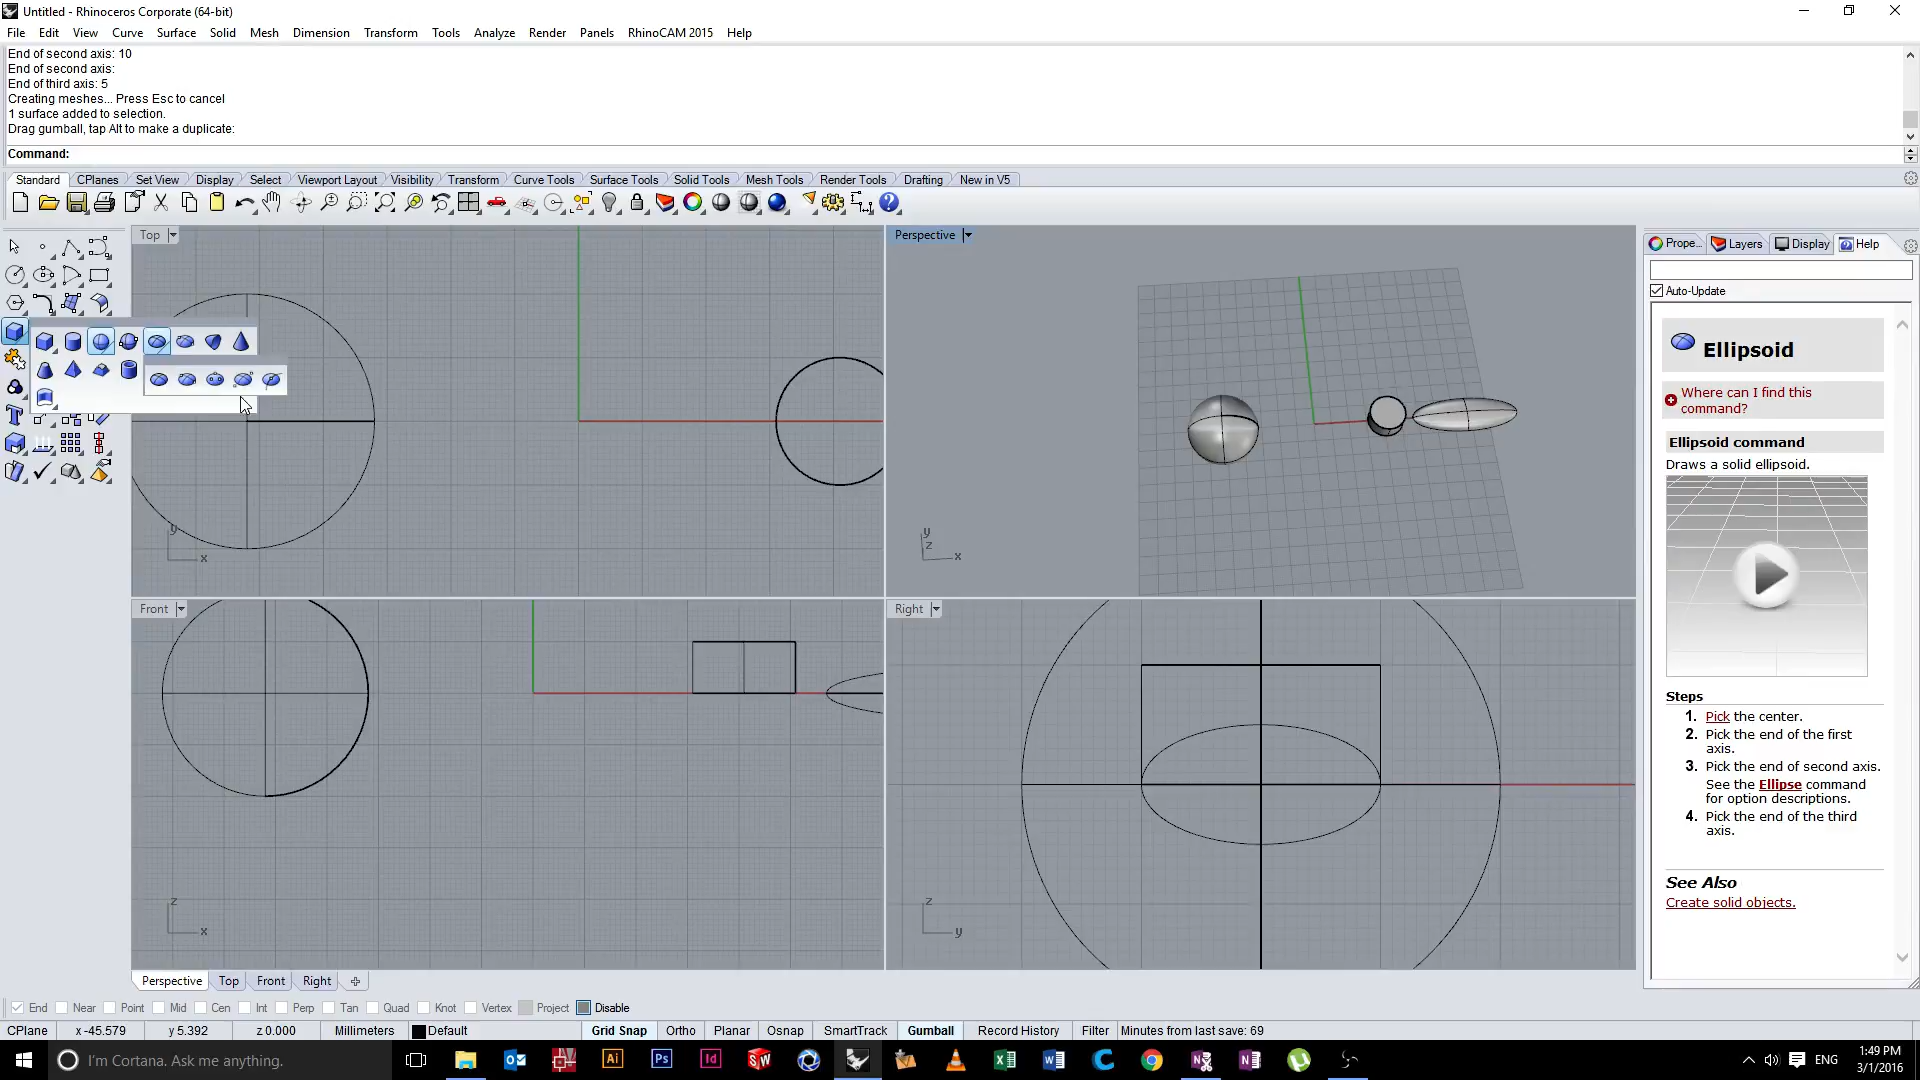 Untitled - Rhinoceros Corporate (64-bit)
File Edit View Curve Surface Solid Mesh Dimension Transform Tools Analyze Render Panels RhinoCAM 2015 Help
End of second axis: 10
End of second axis:
End of third axis: 5
Creating meshes... Press Esc to cancel
1 surface added to selection.
Drag gumball, tap Alt to make a duplicate:
Command:
Standard CPlanes Set View Display Select Viewport Layout Visibility Transform Curve Tools Surface Tools Solid Tools Mesh Tools Render Tools Drafting New in V5
Top
Perspective
Prope... Layers Display Help
Auto-Update
Ellipsoid
Where can I find this
command?
Ellipsoid command
Draws a solid ellipsoid.
y
x
y
z
x
Front
Right
Steps
1. Pick the center.
2. Pick the end of the first
axis.
3. Pick the end of second axis.
See the Ellipse command
for option descriptions.
4. Pick the end of the third
axis.
See Also
Create solid objects.
z
x
z
y
Perspective Top Front Right
End Near Point Mid Cen Int Perp Tan Quad Knot Vertex Project Disable
CPlane x -45.579 y 5.392 z 0.000 Millimeters Default Grid Snap Ortho Planar Osnap SmartTrack Gumball Record History Filter Minutes from last save: 69
I'm Cortana. Ask me anything.
Ai Ps Id SW
ENG
1:49 PM
3/1/2016